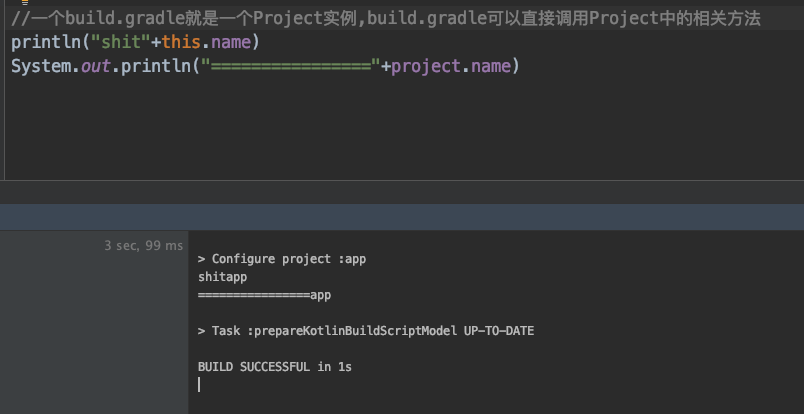 //一个build.gradle就是一个Project实例,build.gradle可以直接调用Project中的相关方法
println("shit"+this.name)
System.out.println("================"+project.name)
3 sec, 99 ms
> Configure project :app
shitapp
================app
> Task :prepareKotlinBuildScriptModel UP-TO-DATE
BUILD SUCCESSFUL in 1s